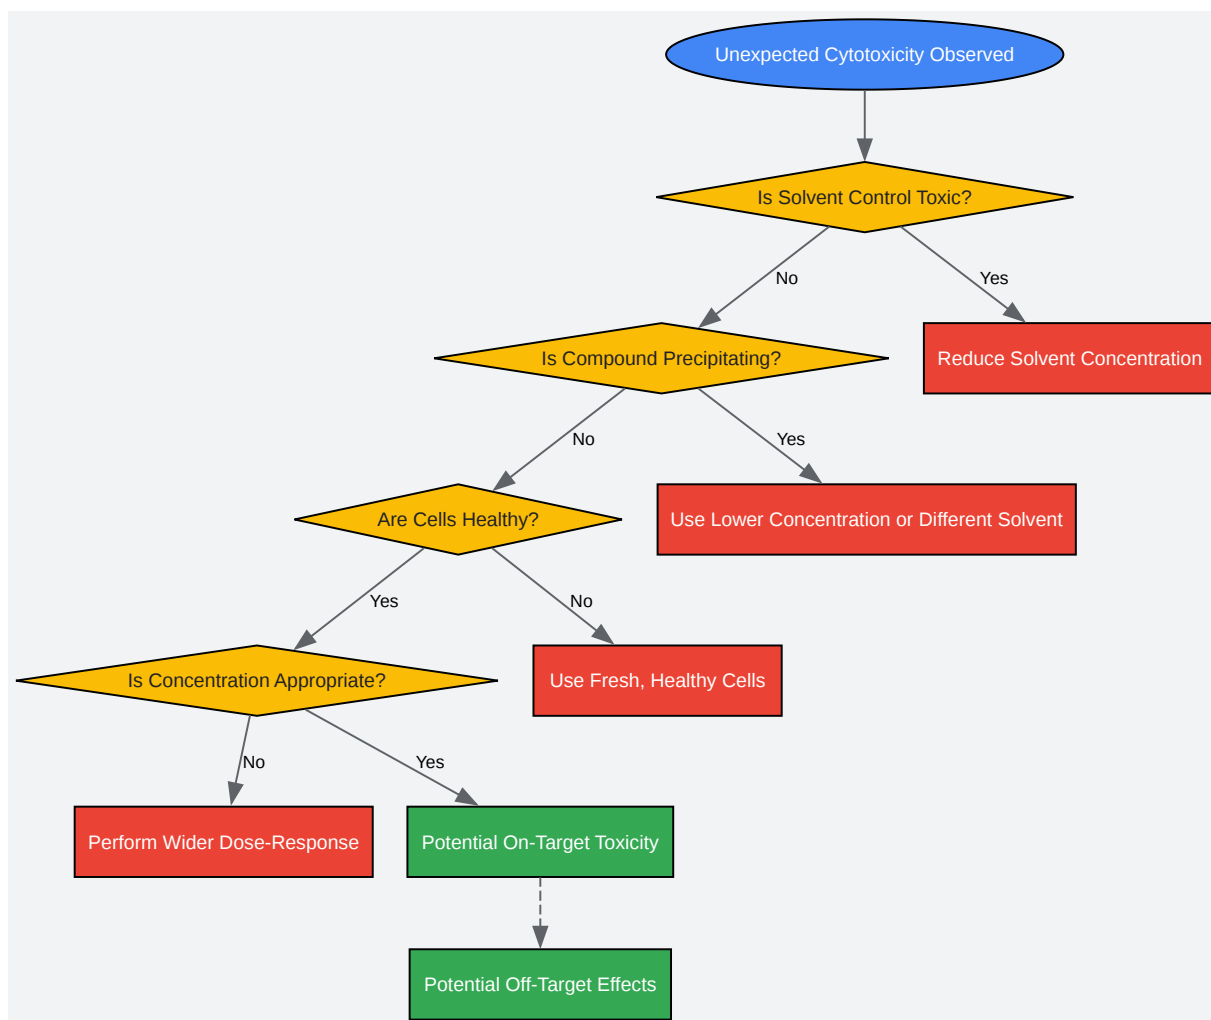 Unexpected Cytotoxicity Observed
Is Solvent Control Toxic?
No
Yes
Is Compound Precipitating?
Reduce Solvent Concentration
No
Yes
Are Cells Healthy?
Use Lower Concentration or Different Solvent
Yes
No
Is Concentration Appropriate?
Use Fresh, Healthy Cells
No
Yes
Perform Wider Dose-Response
Potential On-Target Toxicity
Potential Off-Target Effects